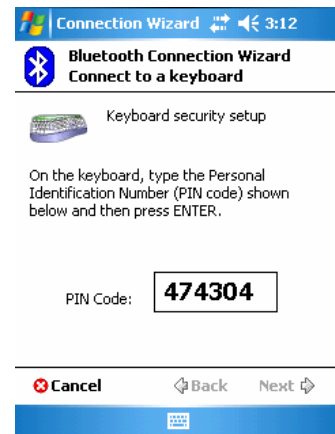 Connection Wizard 3:12
Bluetooth Connection Wizard
Connect to a keyboard
Keyboard security setup
On the keyboard, type the Personal
Identification Number (PIN code) shown
below and then press ENTER.
PIN Code: 474304
Cancel Back Next